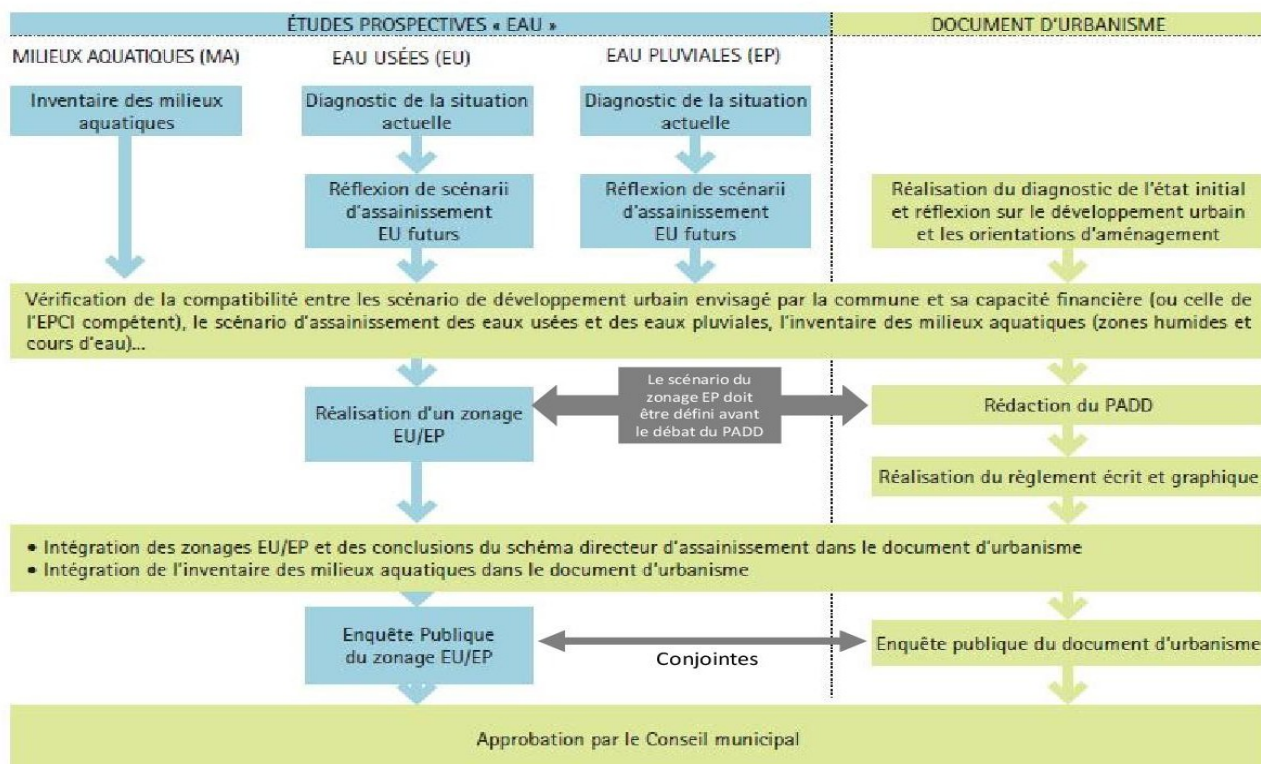 ÉTUDES PROSPECTIVES « EAU »
DOCUMENT D'URBANISME
MILIEUX AQUATIQUES (MA)
EAU USÉES (EU)
EAU PLUVIALES (EP)
Inventaire des milieux
aquatiques
Diagnostic de la situation
actuelle
Diagnostic de la situation
actuelle
Réflexion de scénarii
d'assainissement
EU futurs
Réflexion de scénarii
d'assainissement
EU futurs
Réalisation du diagnostic de l'état initial
et réflexion sur le développement urbain
et les orientations d'aménagement
Vérification de la compatibilité entre les scénario de développement urbain envisagé par la commune et sa capacité financière (ou celle de
l'EPCI compétent), le scénario d'assainissement des eaux usées et des eaux pluviales, l'inventaire des milieux aquatiques (zones humides et
cours d'eau)...
Réalisation d'un zonage
EU/EP
Le scénario du
zonage EP doit
être défini avant
le débat du PADD
Rédaction du PADD
Réalisation du règlement écrit et graphique
• Intégration des zonages EU/EP et des conclusions du schéma directeur d'assainissement dans le document d'urbanisme
• Intégration de l'inventaire des milieux aquatiques dans le document d'urbanisme
Enquête Publique
du zonage EU/EP
Conjointes
Enquête publique du document d'urbanisme
Approbation par le Conseil municipal